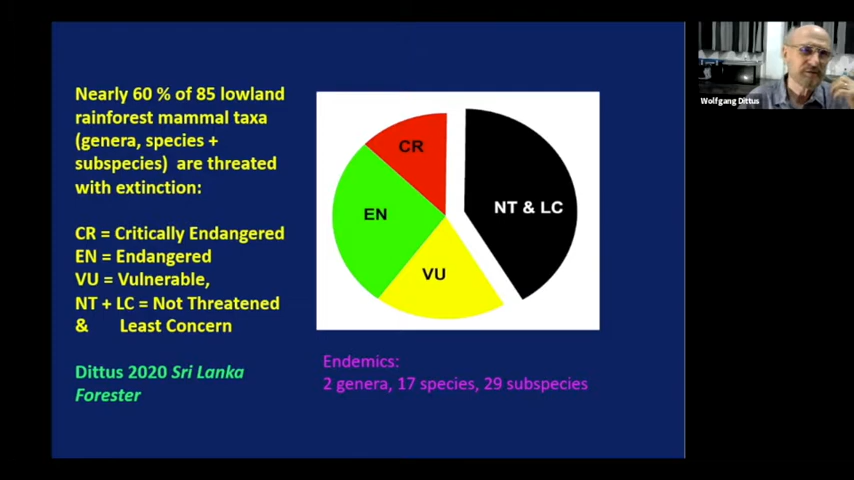 Nearly 60 % of 85 lowland
rainforest mammal taxa
(genera, species +
subspecies) are threated
with extinction:
CR = Critically Endangered
EN = Endangered
VU = Vulnerable,
NT + LC = Not Threatened
& Least Concern
Dittus 2020 Sri Lanka
Forester
CR
EN
VU
NT & LC
Endemics:
2 genera, 17 species, 29 subspecies
Wolfgang Dittus